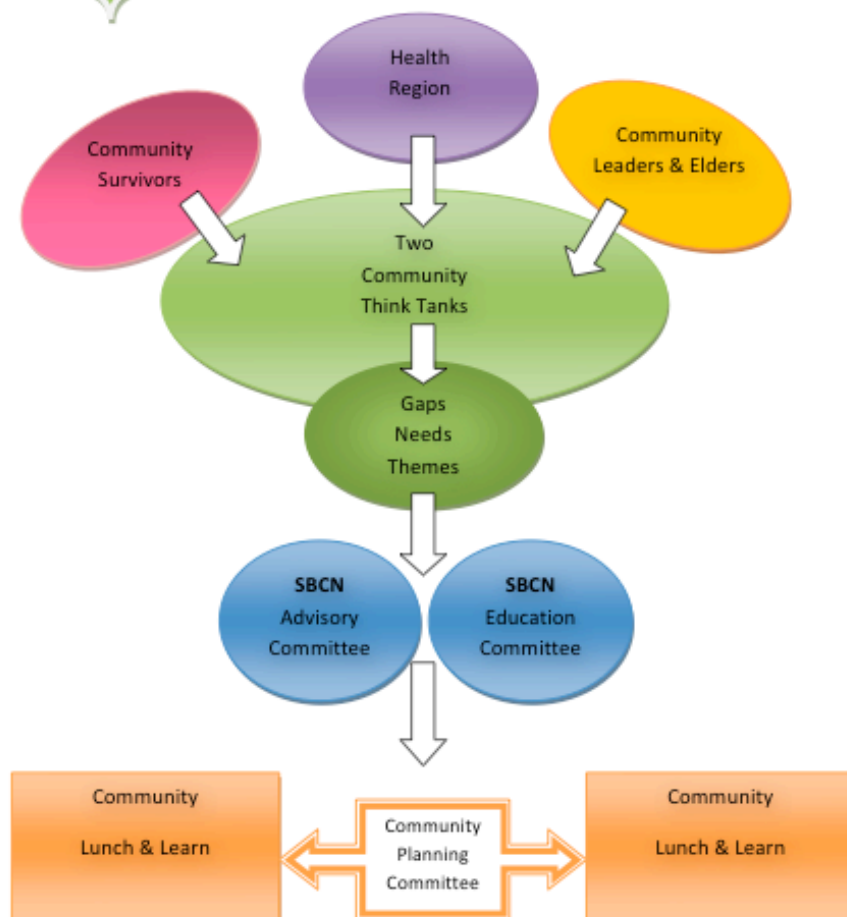 Health
Region
Community
Survivors
Community
Leaders & Elders
Two
Community
Think Tanks
Gaps
Needs
Themes
SBCN
Advisory
Committee
SBCN
Education
Committee
Community
Lunch & Learn
Community
Planning
Committee
Community
Lunch & Learn